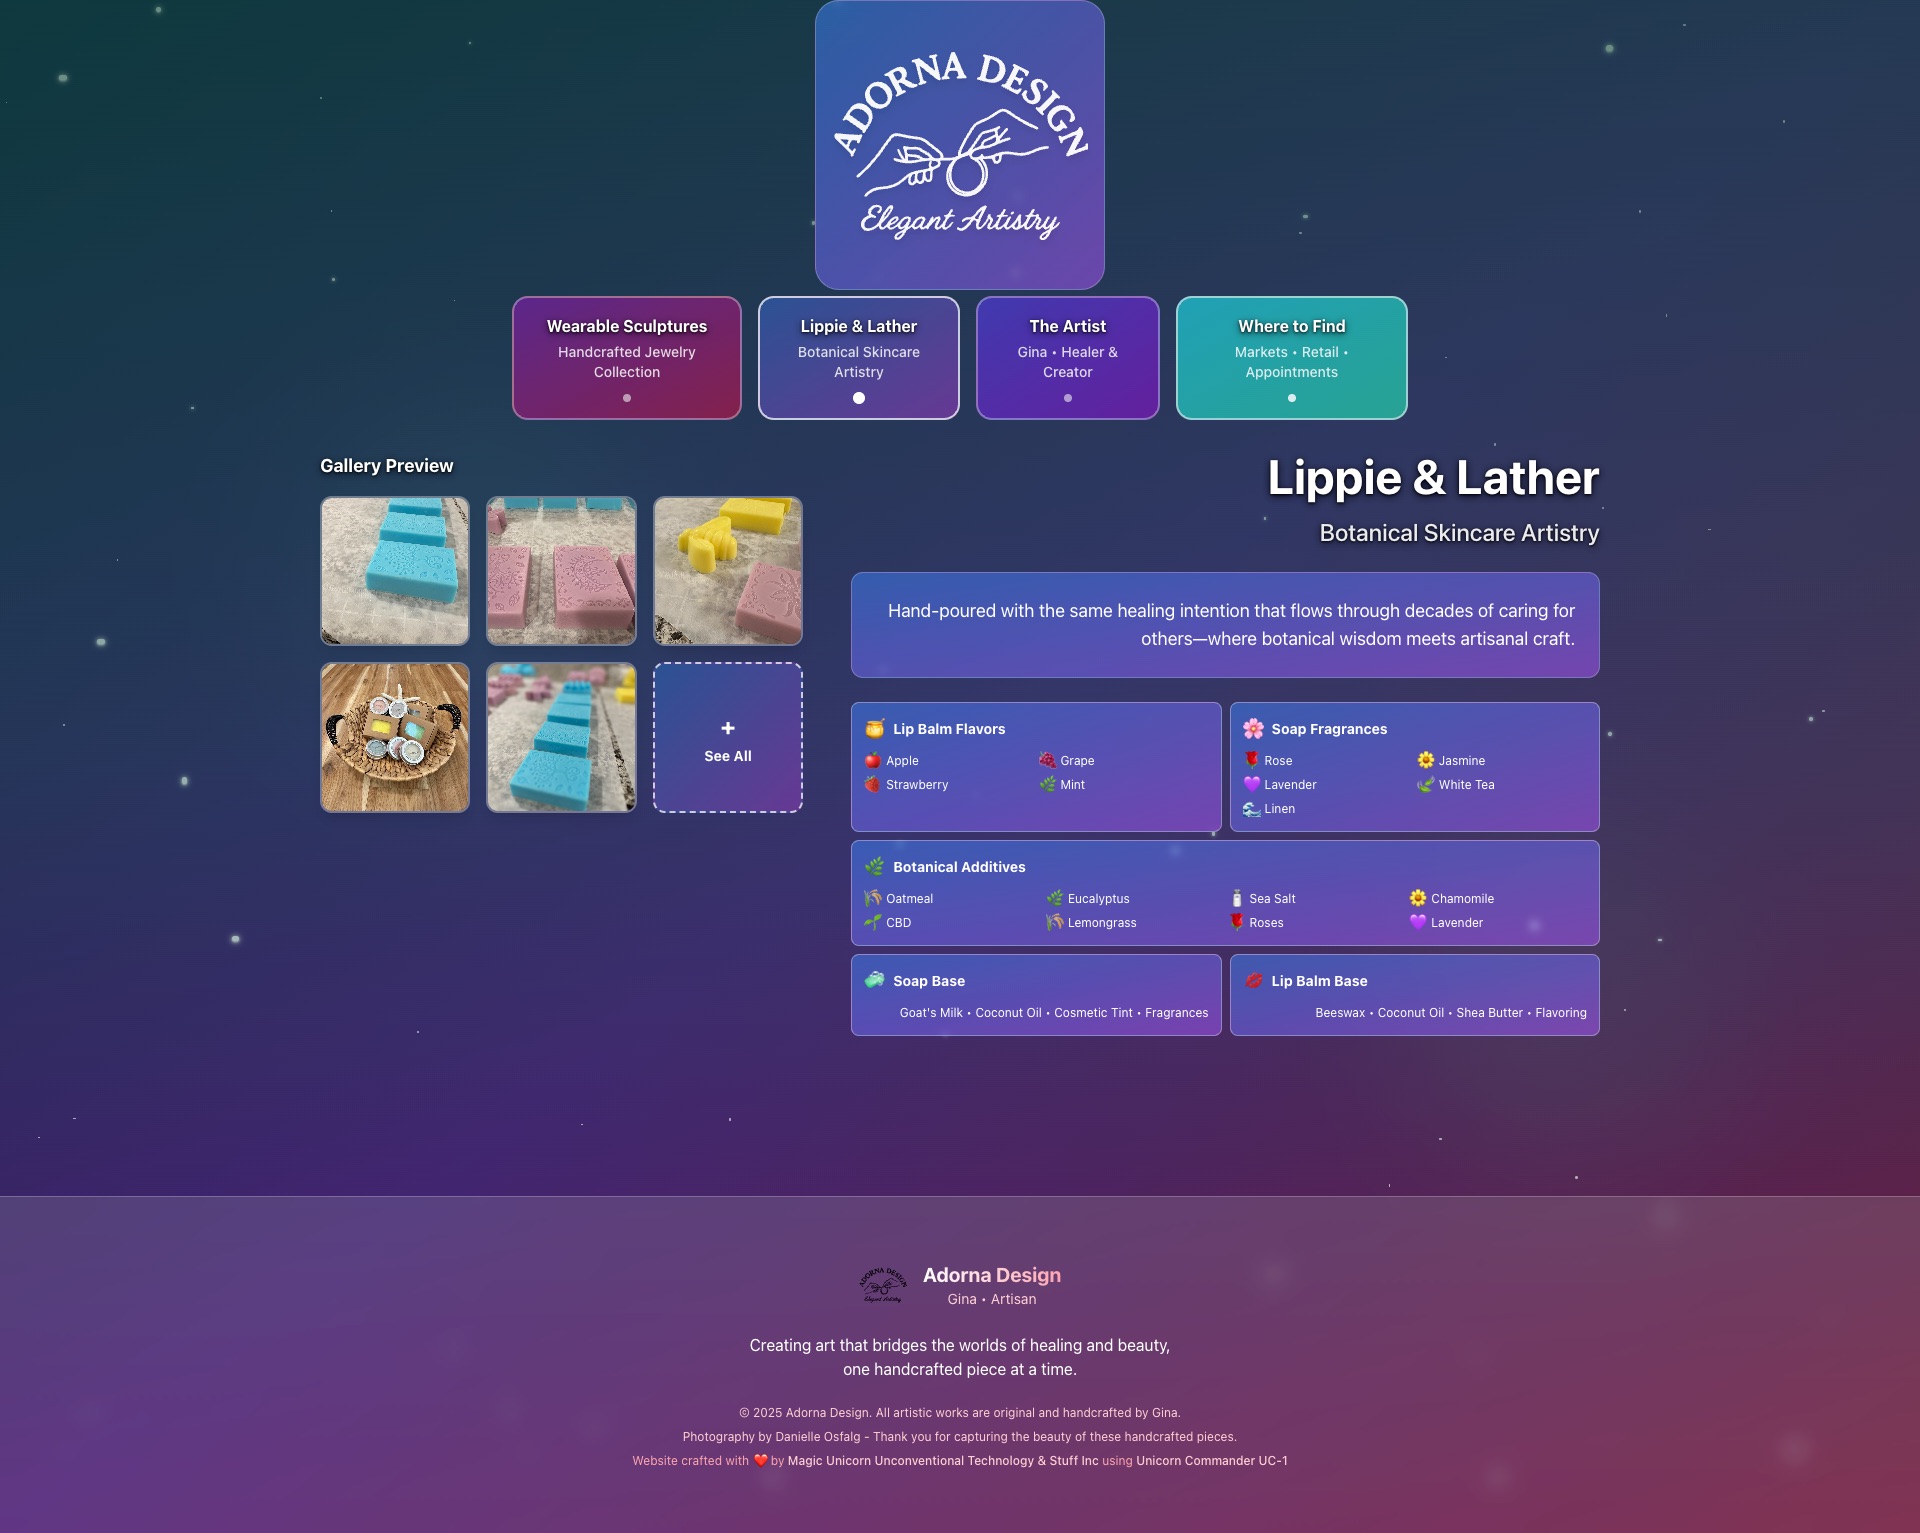 ADORNA DESIGN
Elegant Artistry
Wearable Sculptures
Handcrafted Jewelry
Collection
Lippie & Lather
Botanical Skincare
Artistry
The Artist
Gina • Healer &
Creator
Where to Find
Markets • Retail •
Appointments
Gallery Preview
+
See All
Lippie & Lather
Botanical Skincare Artistry
Hand-poured with the same healing intention that flows through decades of caring for
others—where botanical wisdom meets artisanal craft.
Lip Balm Flavors
Apple
Grape
Strawberry
Mint
Soap Fragrances
Rose
Jasmine
Lavender
White Tea
Linen
Botanical Additives
Oatmeal
Eucalyptus
Sea Salt
Chamomile
CBD
Lemongrass
Roses
Lavender
Soap Base
Goat's Milk • Coconut Oil • Cosmetic Tint • Fragrances
Lip Balm Base
Beeswax • Coconut Oil • Shea Butter • Flavoring
ADORNA DESIGN
Elegant Artistry
Adorna Design
Gina • Artisan
Creating art that bridges the worlds of healing and beauty,
one handcrafted piece at a time.
© 2025 Adorna Design. All artistic works are original and handcrafted by Gina.
Photography by Danielle Osfalg - Thank you for capturing the beauty of these handcrafted pieces.
Website crafted with ❤️ by Magic Unicorn Unconventional Technology & Stuff Inc using Unicorn Commander UC-1